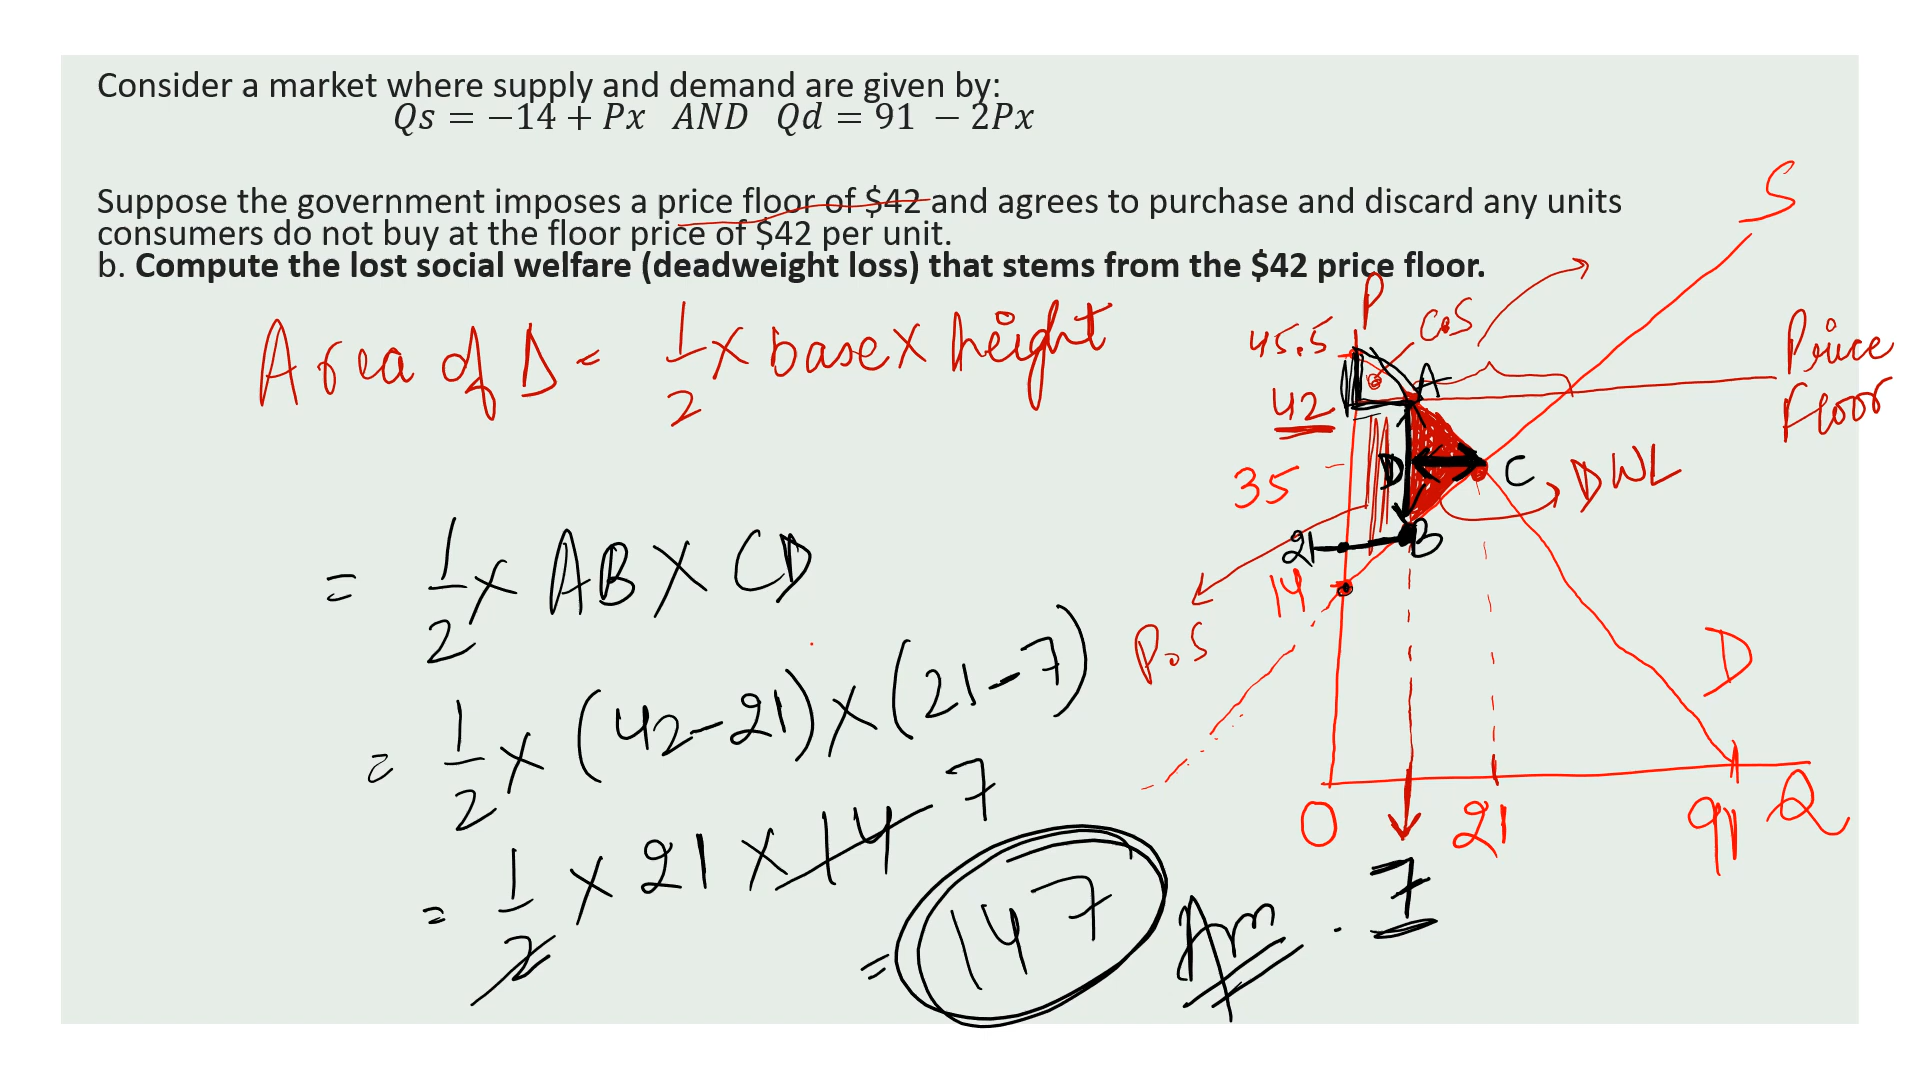 Consider a market where supply and demand are given by:
Qs = −14 + Px AND Qd = 91 − 2Px
Suppose the government imposes a price floor of $42 and agrees to purchase and discard any units
consumers do not buy at the floor price of $42 per unit.
b. Compute the lost social welfare (deadweight loss) that stems from the $42 price floor.
Area of Δ = 1/2 × base × height
= 1/2 × AB × CD
= 1/2 × (42-21) × (21-7)
= 1/2 × 21 × 14 7
= 147 Ans.
S
P
45.5
CoS
A
Price
Floor
42
35
D
C
DWL
21
B
14
PoS
D
0
21
91
Q
7